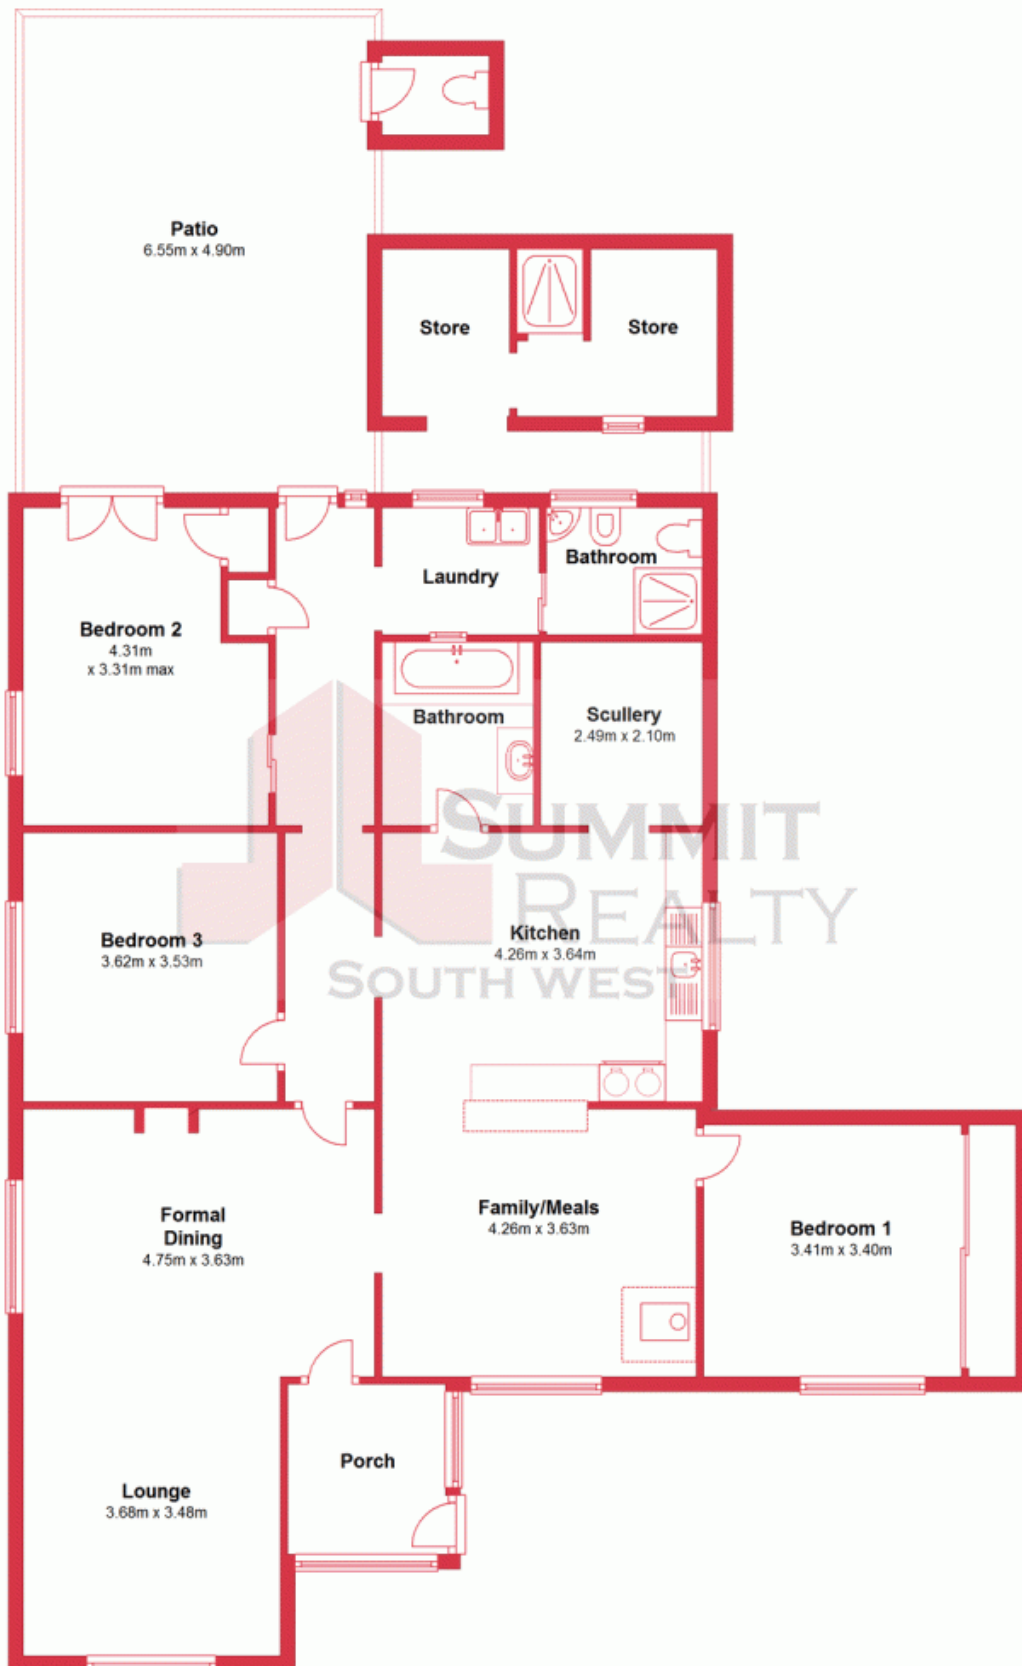 Patio
6.55m x 4.90m
Store
Store
Laundry
Bathroom
Bedroom 2
4.31m
x 3.31m max
Bathroom
Scullery
2.49m x 2.10m
SUMMIT
REALTY
SOUTH WEST
Bedroom 3
3.62m x 3.53m
Kitchen
4.26m x 3.64m
Formal
Dining
4.75m x 3.63m
Family/Meals
4.26m x 3.63m
Bedroom 1
3.41m x 3.40m
Porch
Lounge
3.68m x 3.48m